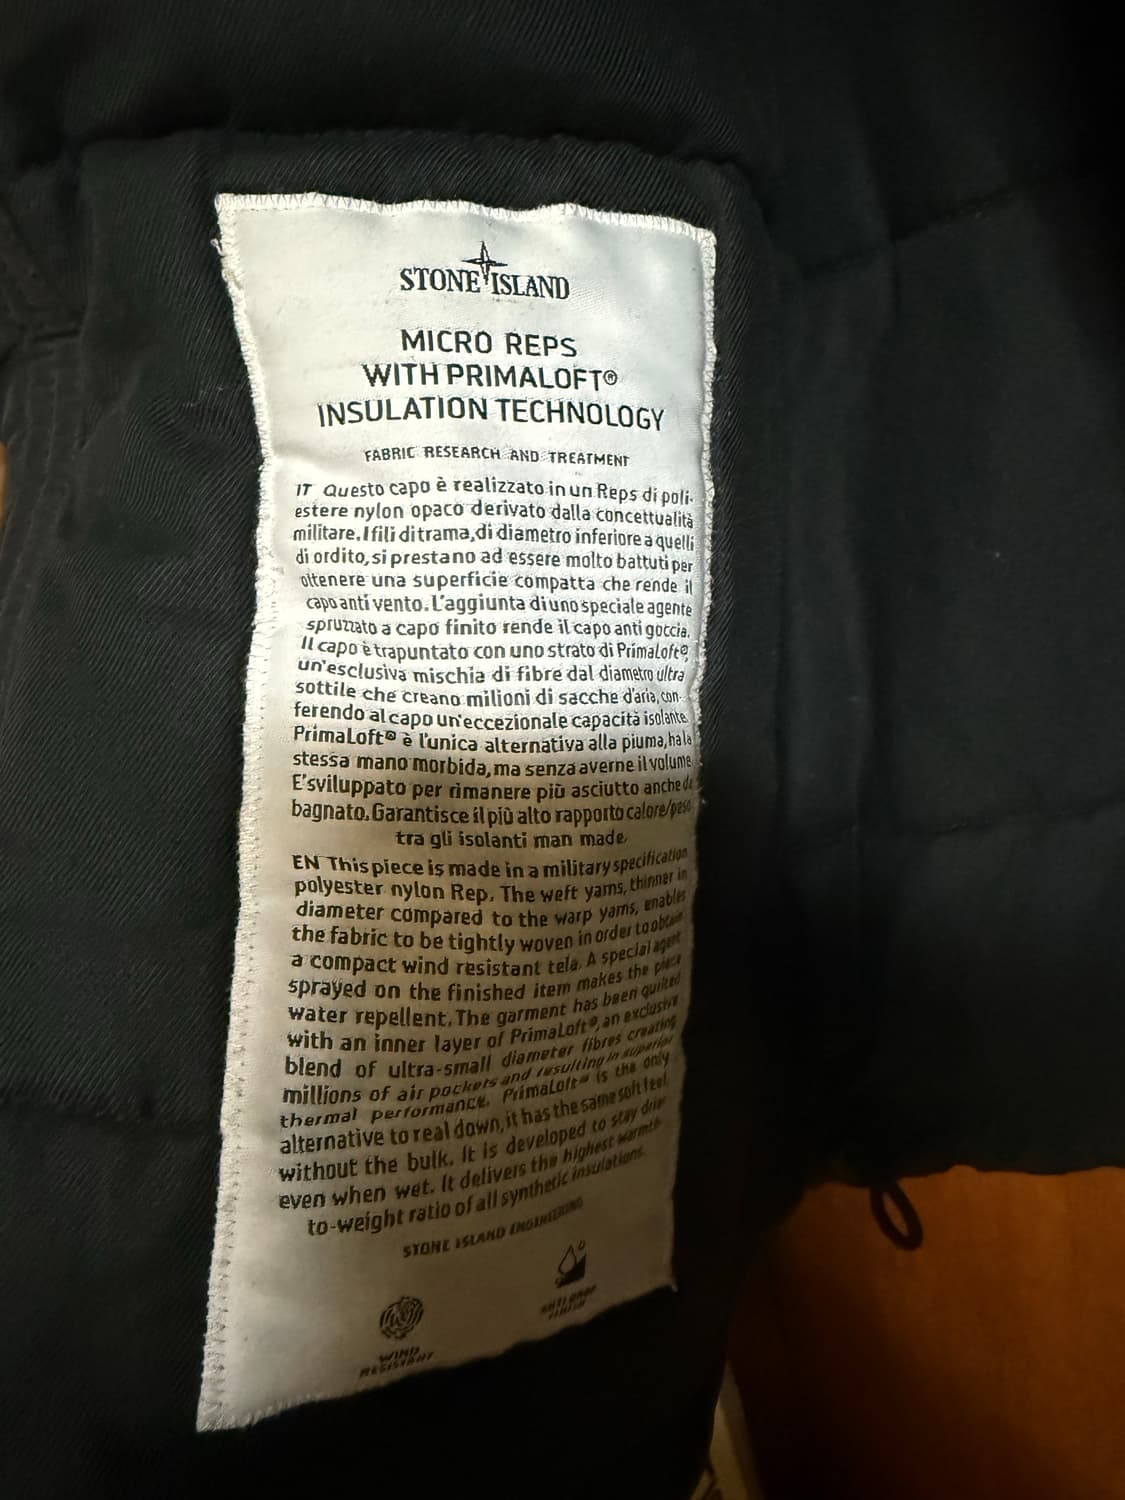 STONE ISLAND
MICRO REPS
WITH PRIMALOFT®
INSULATION TECHNOLOGY
FABRIC RESEARCH AND TREATMENT
IT Questo capo è realizzato in un Reps di poli-
estere nylon opaco derivato dalla concettualità
militare. I fili di trama, di diametro inferiore a quelli
di ordito, si prestano ad essere molto battuti per
ottenere una superficie compatta che rende il
capo anti vento. L'aggiunta di uno speciale agente
spruzzato a capo finito rende il capo anti goccia.
Il capo è trapuntato con uno strato di PrimaLoft®,
un'esclusiva mischia di fibre dal diametro ultra
sottile che creano milioni di sacche d'aria, con-
ferendo al capo un'eccezionale capacità isolante.
PrimaLoft® è l'unica alternativa alla piuma, ha la
stessa mano morbida, ma senza averne il volume.
E'sviluppato per rimanere più asciutto anche da
bagnato. Garantisce il più alto rapporto calore/peso
tra gli isolanti man made.
EN This piece is made in a military specification
polyester nylon Rep. The weft yarns, thinner in
diameter compared to the warp yarns, enables
the fabric to be tightly woven in order to obtain
a compact wind resistant tela. A special agent
sprayed on the finished item makes the piece
water repellent. The garment has been quilted
with an inner layer of PrimaLoft®, an exclusive
blend of ultra-small diameter fibres creating
millions of air pockets and resulting in superior
thermal performance. PrimaLoft® is the only
alternative to real down, it has the same soft feel
without the bulk. It is developed to stay drier
even when wet. It delivers the highest warmth-
to-weight ratio of all synthetic insulations.
STONE ISLAND ENGINEERING
WIND
RESISTANT
ANTI DROP